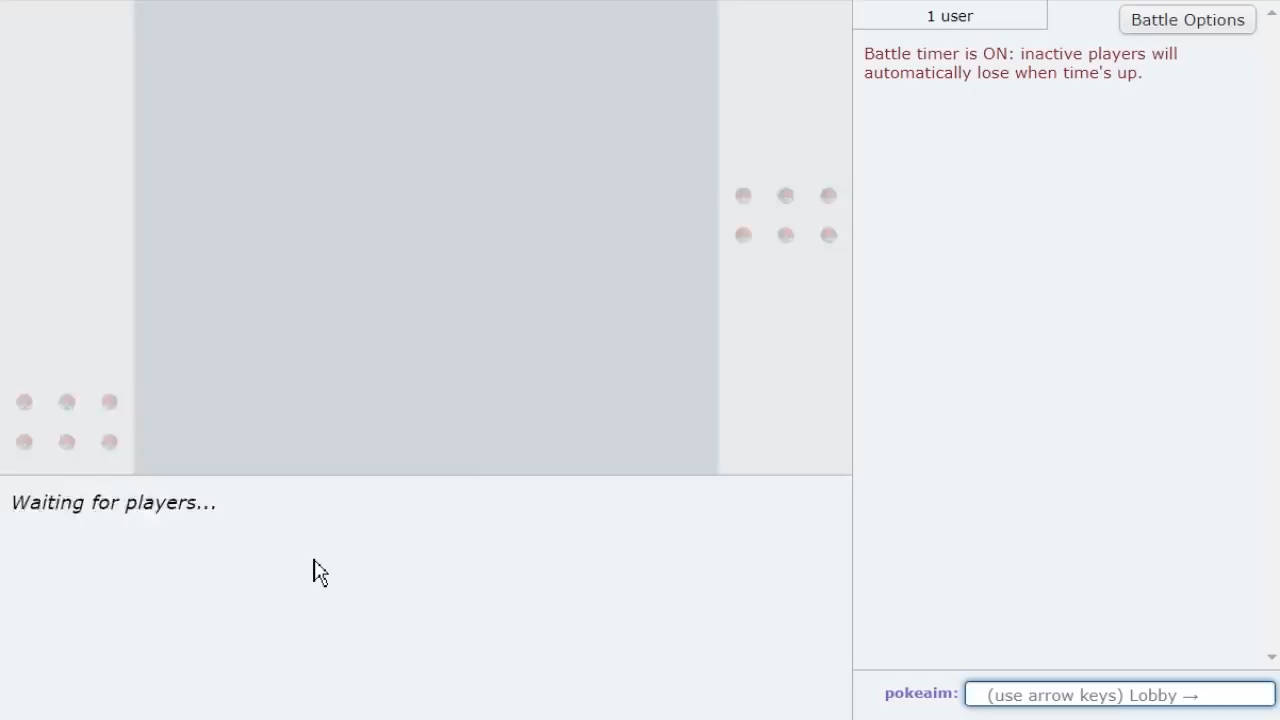 1 user
Battle Options
Battle timer is ON: inactive players will
automatically lose when time's up.
Waiting for players...
pokeaim:
(use arrow keys) Lobby →